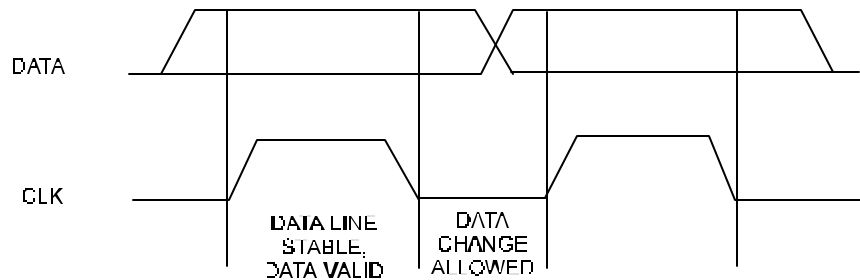 DATA
CLK
DATA LINE
STABLE,
DATA VALID
DATA
CHANGE
ALLOWED